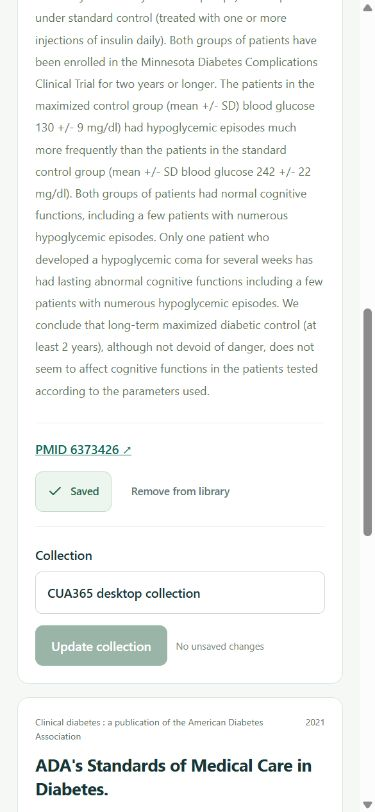 under standard control (treated with one or more
injections of insulin daily). Both groups of patients have
been enrolled in the Minnesota Diabetes Complications
Clinical Trial for two years or longer. The patients in the
maximized control group (mean +/- SD) blood glucose
130 +/- 9 mg/dl) had hypoglycemic episodes much
more frequently than the patients in the standard
control group (mean +/- SD blood glucose 242 +/- 22
mg/dl). Both groups of patients had normal cognitive
functions, including a few patients with numerous
hypoglycemic episodes. Only one patient who
developed a hypoglycemic coma for several weeks has
had lasting abnormal cognitive functions including a few
patients with numerous hypoglycemic episodes. We
conclude that long-term maximized diabetic control (at
least 2 years), although not devoid of danger, does not
seem to affect cognitive functions in the patients tested
according to the parameters used.
PMID 6373426 ↗
✓ Saved Remove from library
Collection
CUA365 desktop collection
Update collection No unsaved changes
Clinical diabetes : a publication of the American Diabetes 2021
Association
ADA's Standards of Medical Care in
Diabetes.